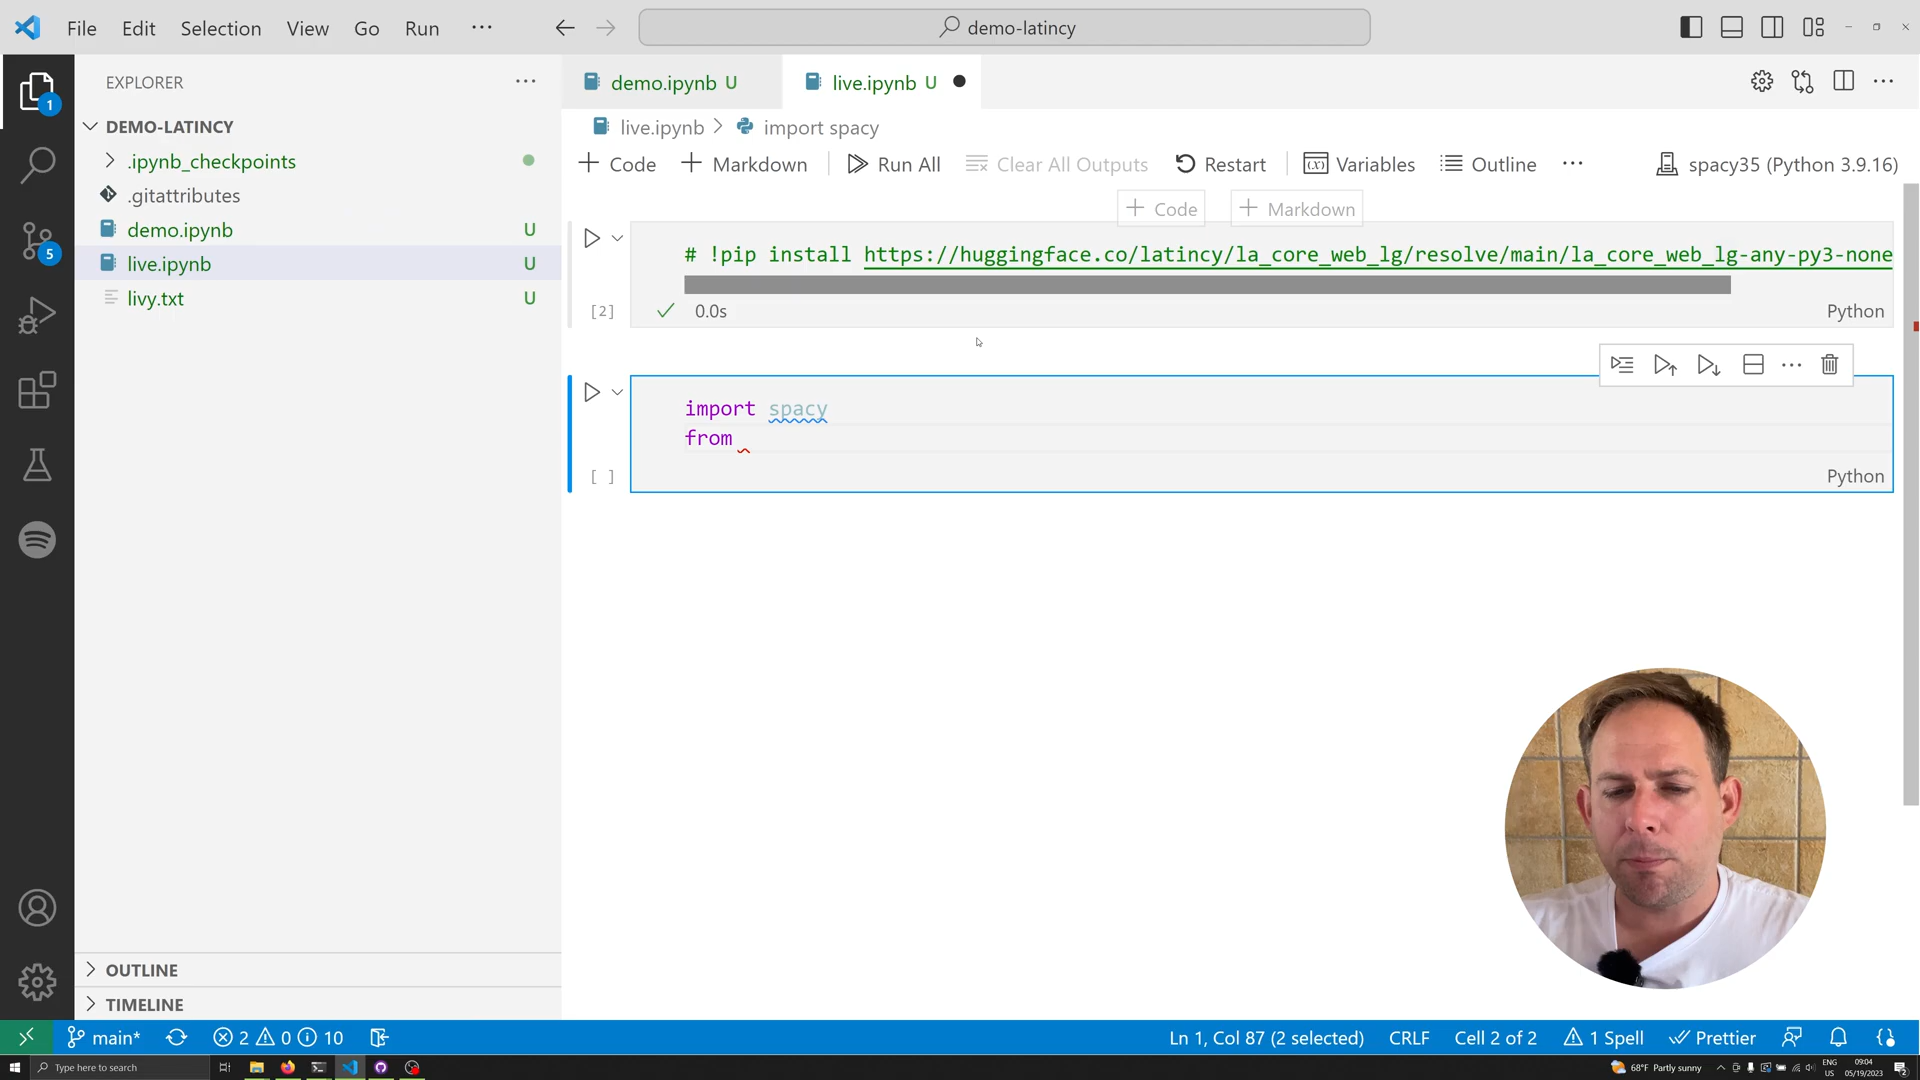 File Edit Selection View Go Run ···
demo-latincy
EXPLORER
DEMO-LATINCY
.ipynb_checkpoints
.gitattributes
demo.ipynb U
live.ipynb U
livy.txt U
OUTLINE
TIMELINE
1
5
demo.ipynb U
live.ipynb U
live.ipynb > import spacy
+ Code + Markdown Run All Clear All Outputs Restart Variables Outline ··· spacy35 (Python 3.9.16)
+ Code + Markdown
# !pip install https://huggingface.co/latincy/la_core_web_lg/resolve/main/la_core_web_lg-any-py3-none
[2] 0.0s Python
import spacy
from
[ ] Python
main* 2 0 10 Ln 1, Col 87 (2 selected) CRLF Cell 2 of 2 1 Spell Prettier
Type here to search 68°F Partly sunny ENG 09:04
US 05/19/2023 2